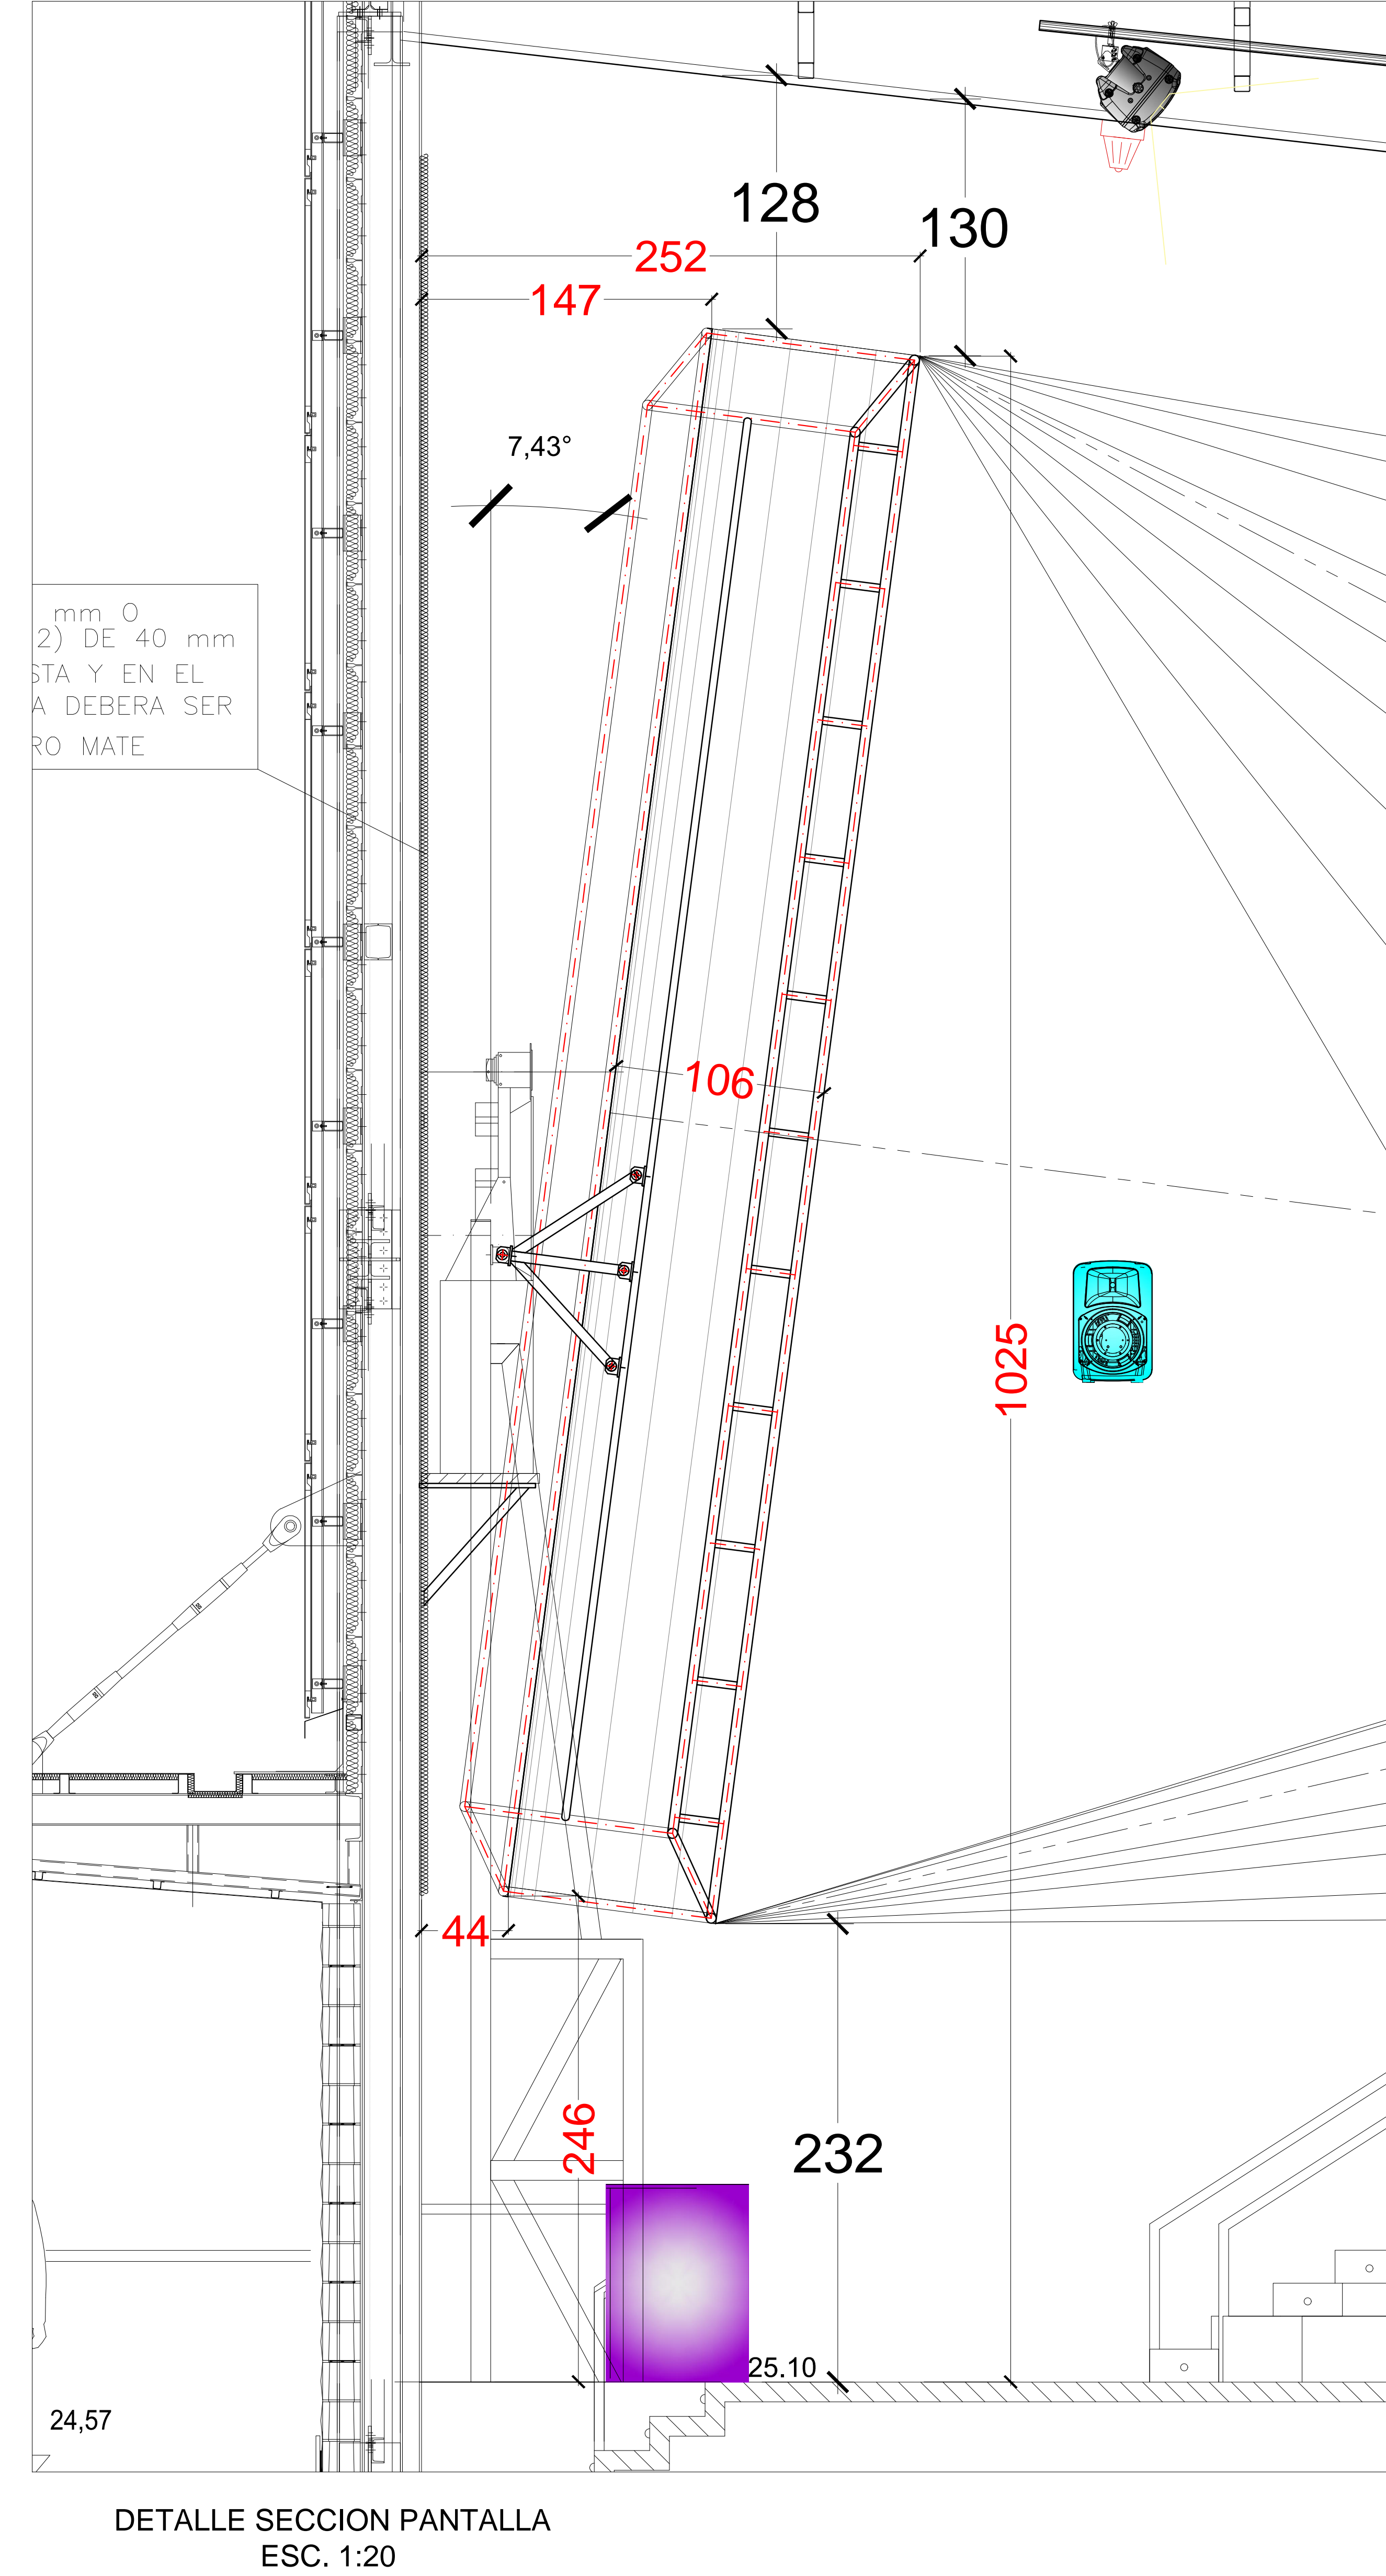 128
130
252
147
7,43°
mm O
2) DE 40 mm
STA Y EN EL
A DEBERA SER
RO MATE
106
1025
44
246
232
25.10
24,57
DETALLE SECCION PANTALLA
ESC. 1:20